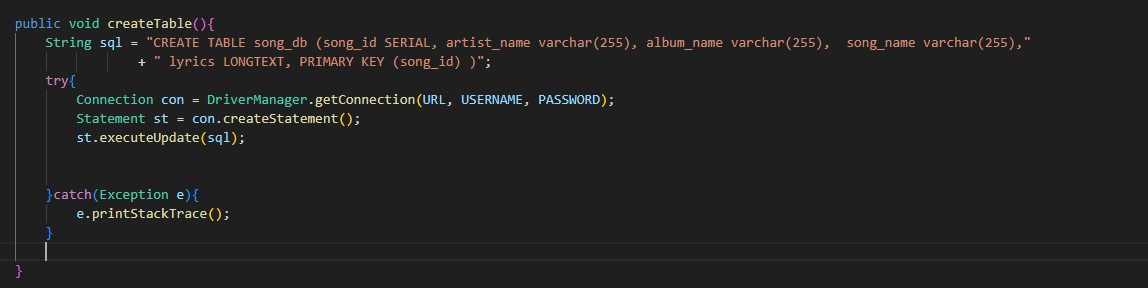 public void createTable(){
    String sql = "CREATE TABLE song_db (song_id SERIAL, artist_name varchar(255), album_name varchar(255),  song_name varchar(255),"
                + " lyrics LONGTEXT, PRIMARY KEY (song_id) )";
    try{
        Connection con = DriverManager.getConnection(URL, USERNAME, PASSWORD);
        Statement st = con.createStatement();
        st.executeUpdate(sql);
    }catch(Exception e){
        e.printStackTrace();
    }
}